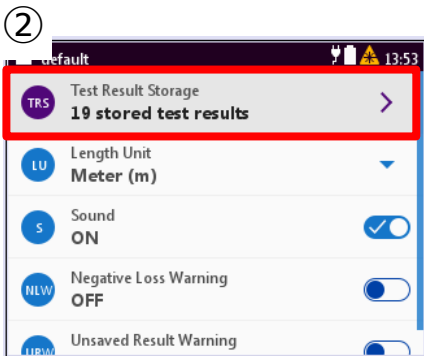 ②
default
13:53
TRS
Test Result Storage
19 stored test results
LU
Length Unit
Meter (m)
S
Sound
ON
NLW
Negative Loss Warning
OFF
URW
Unsaved Result Warning